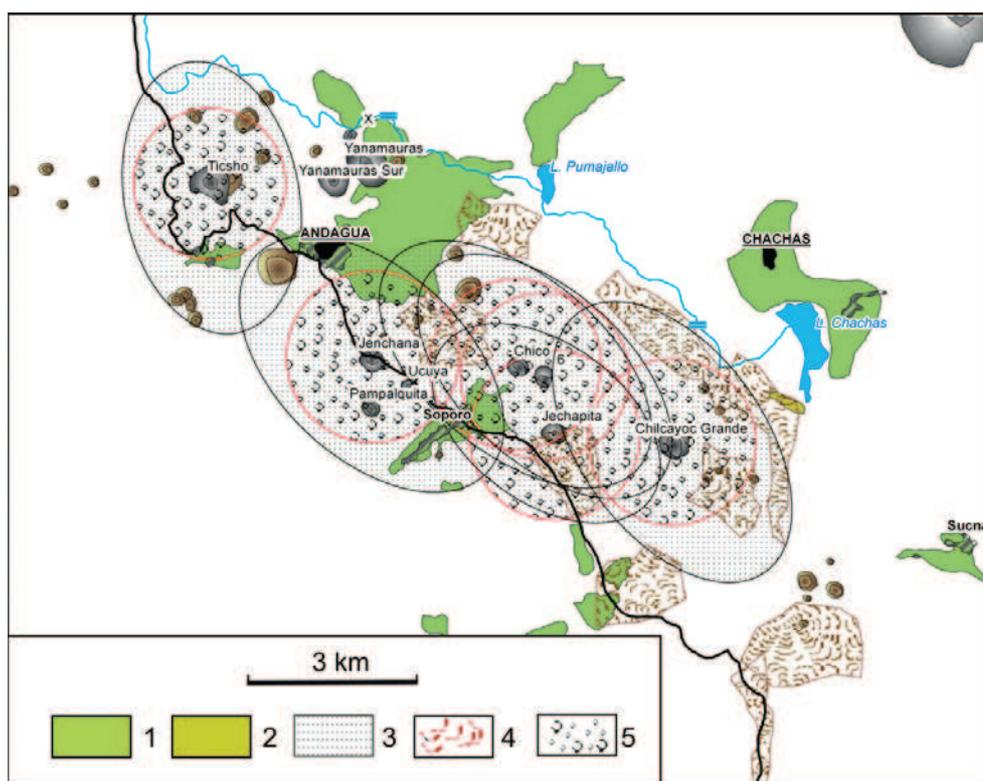 X
Yanamauras
Ticsho
Yanamauras Sur
L. Pumajallo
ANDAGUA
CHACHAS
L. Chachas
Jenchana
Chico
6
Ucuya
Pampalquita
Soporo
Jechapita
Chilcayoc Grande
Sucna
3 km
1
2
3
4
5